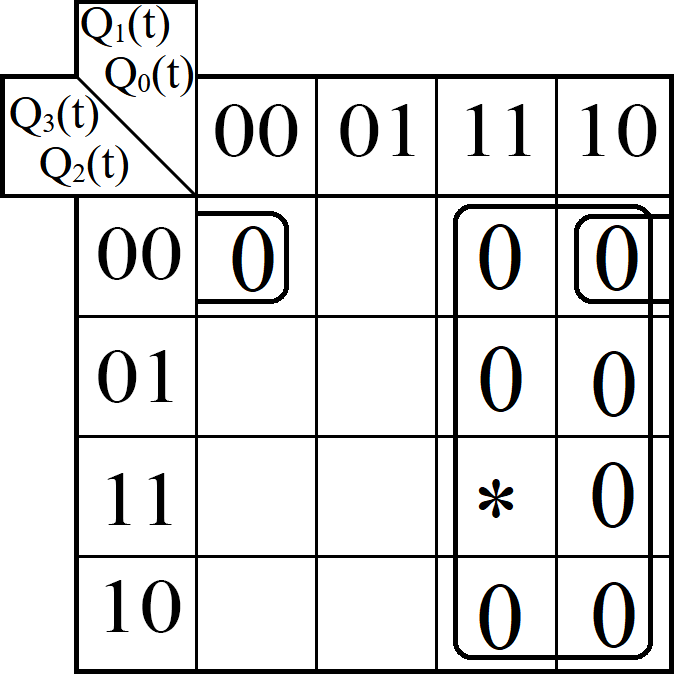 Q₁(t)
Q₀(t)
Q₃(t)
Q₂(t)
00 01 11 10
00 0 0 0
01 0 0
11 * 0
10 0 0